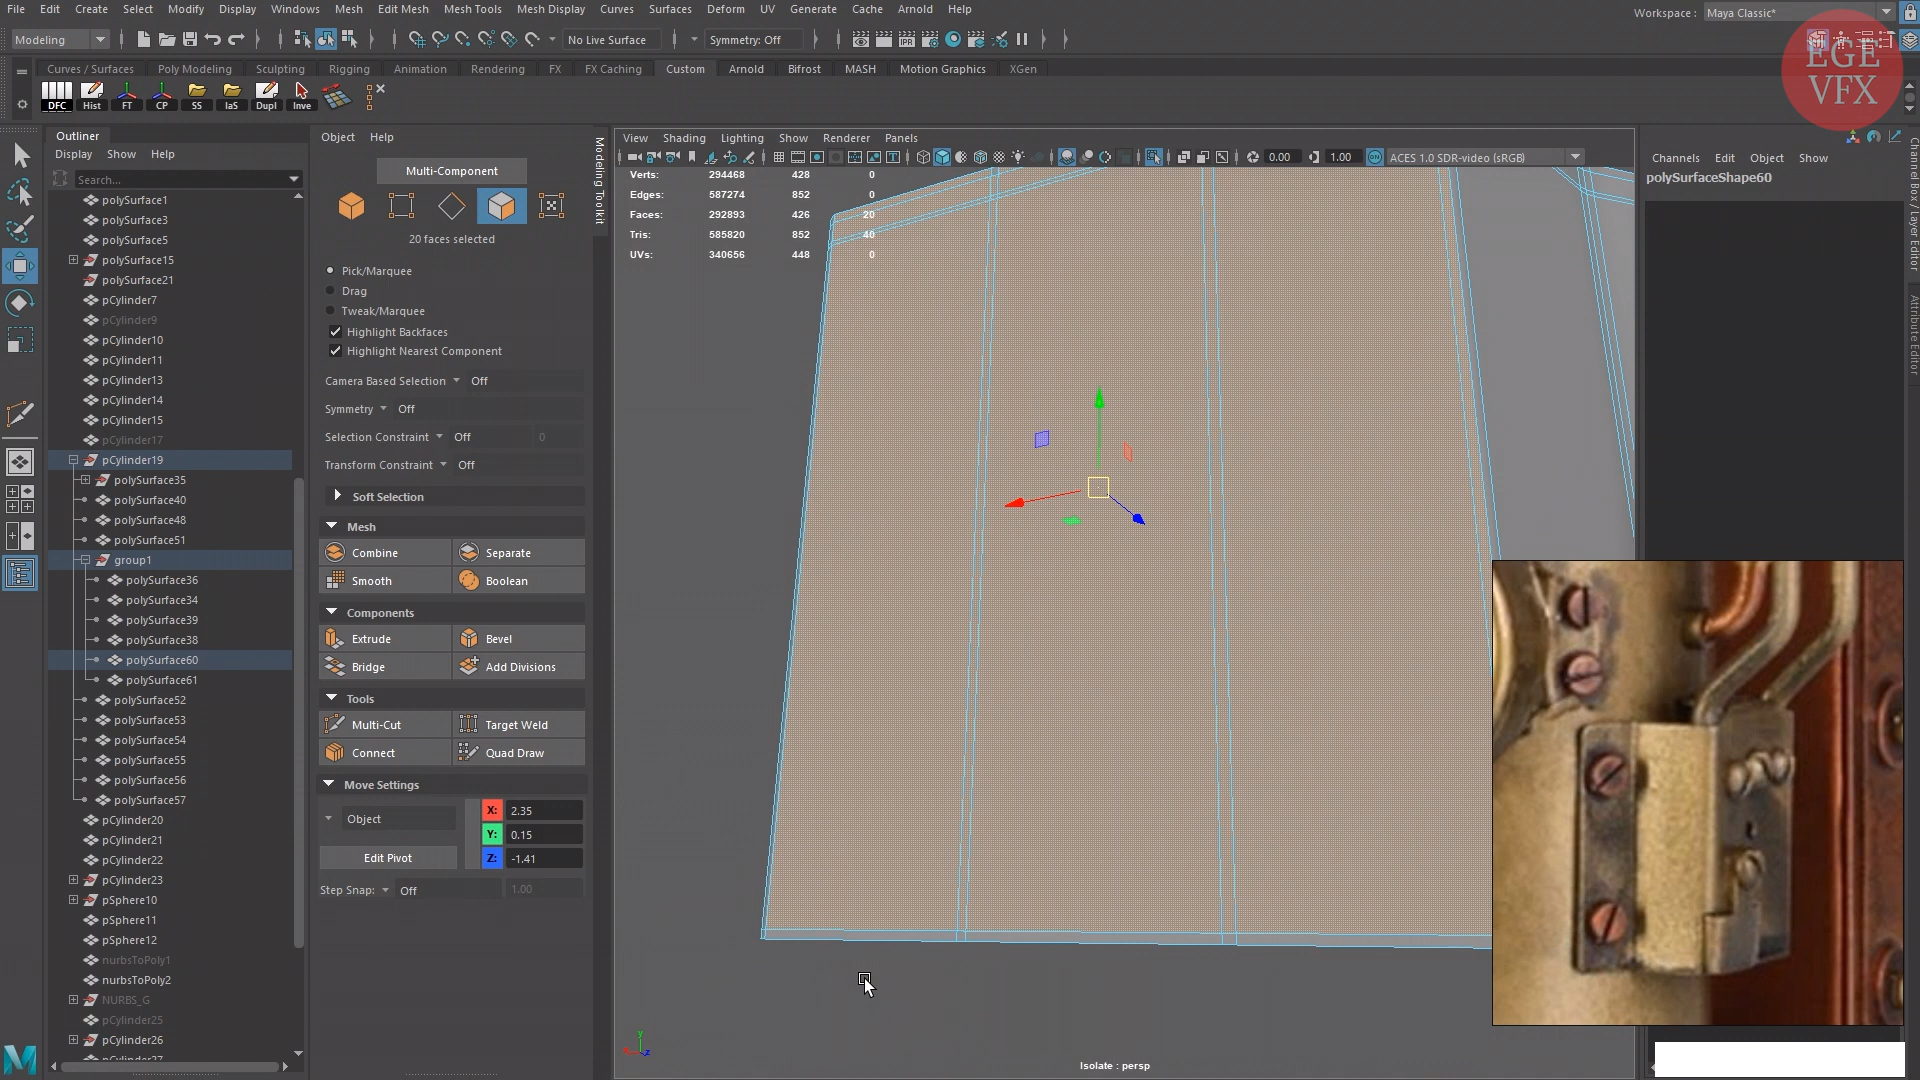 File Edit Create Select Modify Display Windows Mesh Edit Mesh Mesh Tools Mesh Display Curves Surfaces Deform UV Generate Cache Arnold Help
Workspace : Maya Classic*
Modeling
No Live Surface
Symmetry: Off
EGE
VFX
Curves / Surfaces Poly Modeling Sculpting Rigging Animation Rendering FX FX Caching Custom Arnold Bifrost MASH Motion Graphics XGen
DFC Hist FT CP SS IaS Dupl Inve
Outliner
Display Show Help
Search...
polySurface1
polySurface3
polySurface5
polySurface15
polySurface21
pCylinder7
pCylinder9
pCylinder10
pCylinder11
pCylinder13
pCylinder14
pCylinder15
pCylinder17
pCylinder19
polySurface35
polySurface40
polySurface48
polySurface51
group1
polySurface36
polySurface34
polySurface39
polySurface38
polySurface60
polySurface61
polySurface52
polySurface53
polySurface54
polySurface55
polySurface56
polySurface57
pCylinder20
pCylinder21
pCylinder22
pCylinder23
pSphere10
pSphere11
pSphere12
nurbsToPoly1
nurbsToPoly2
NURBS_G
pCylinder25
pCylinder26
pCylinder27
Object Help
Multi-Component
20 faces selected
Pick/Marquee
Drag
Tweak/Marquee
Highlight Backfaces
Highlight Nearest Component
Camera Based Selection Off
Symmetry Off
Selection Constraint Off 0
Transform Constraint Off
Soft Selection
Mesh
Combine Separate
Smooth Boolean
Components
Extrude Bevel
Bridge Add Divisions
Tools
Multi-Cut Target Weld
Connect Quad Draw
Move Settings
Object X: 2.35
Y: 0.15
Edit Pivot Z: -1.41
Step Snap: Off 1.00
Modeling Toolkit
View Shading Lighting Show Renderer Panels
0.00 1.00 ACES 1.0 SDR-video (sRGB)
Verts: 294468 428 0
Edges: 587274 852 0
Faces: 292893 426 20
Tris: 585820 852 40
UVs: 340656 448 0
Isolate : persp
y
z
Channels Edit Object Show
polySurfaceShape60
Channel Box / Layer Editor
Attribute Editor